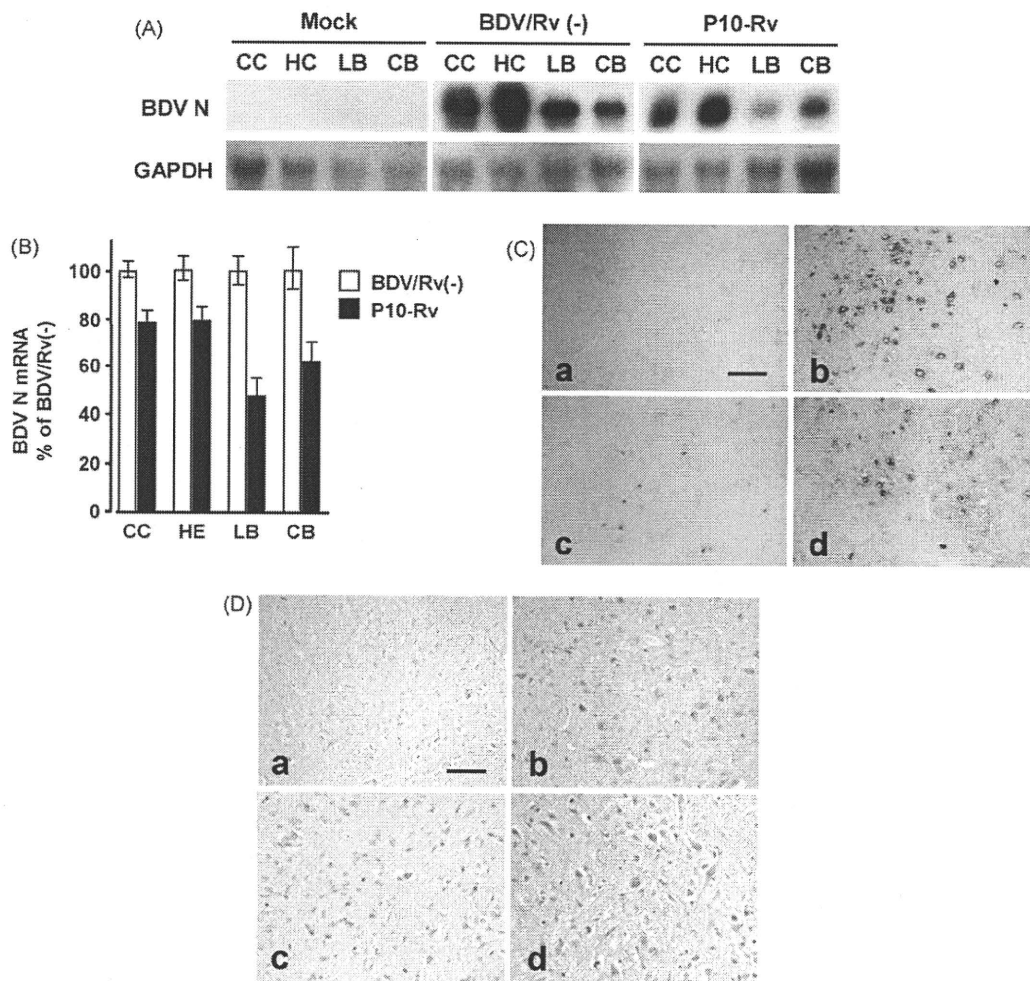 (A)
Mock BDV/Rv (-) P10-Rv
CC HC LB CB CC HC LB CB CC HC LB CB
BDV N
GAPDH
(B)
BDV N mRNA
% of BDV/Rv(-)
100
80
60
40
20
0
CC HE LB CB
BDV/Rv(-)
P10-Rv
(C)
a b
c d
(D)
a b
c d